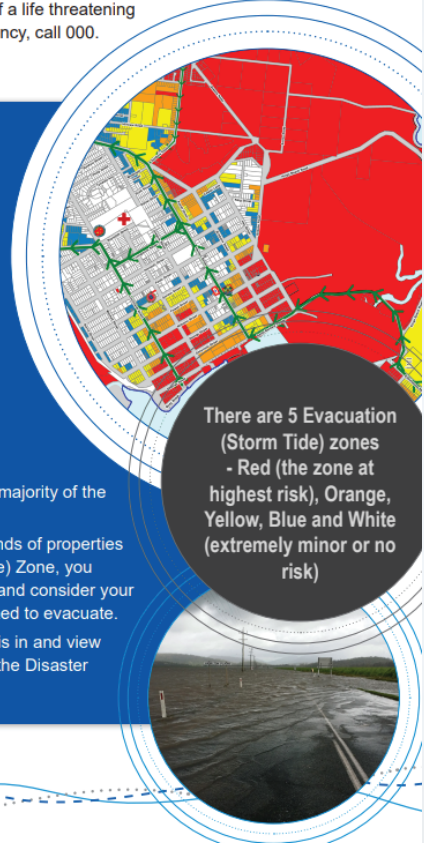 f a life threatening
ncy, call 000.
There are 5 Evacuation
(Storm Tide) zones
- Red (the zone at
highest risk), Orange,
Yellow, Blue and White
(extremely minor or no
risk)
majority of the
nds of properties
e) Zone, you
and consider your
ed to evacuate.
is in and view
the Disaster